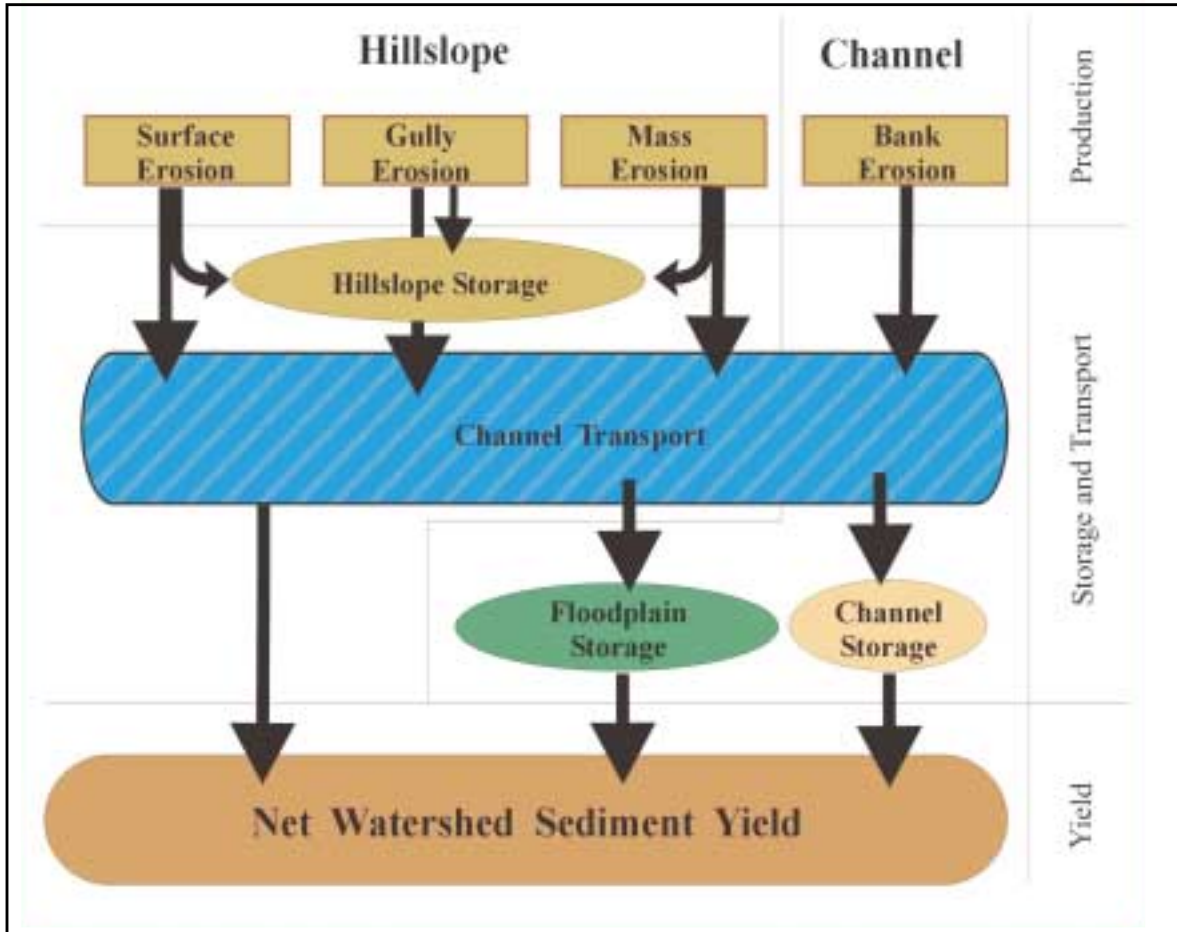 Hillslope
Channel
Production
Surface
Erosion
Gully
Erosion
Mass
Erosion
Bank
Erosion
Hillslope Storage
Storage and Transport
Channel Transport
Floodplain
Storage
Channel
Storage
Net Watershed Sediment Yield
Yield